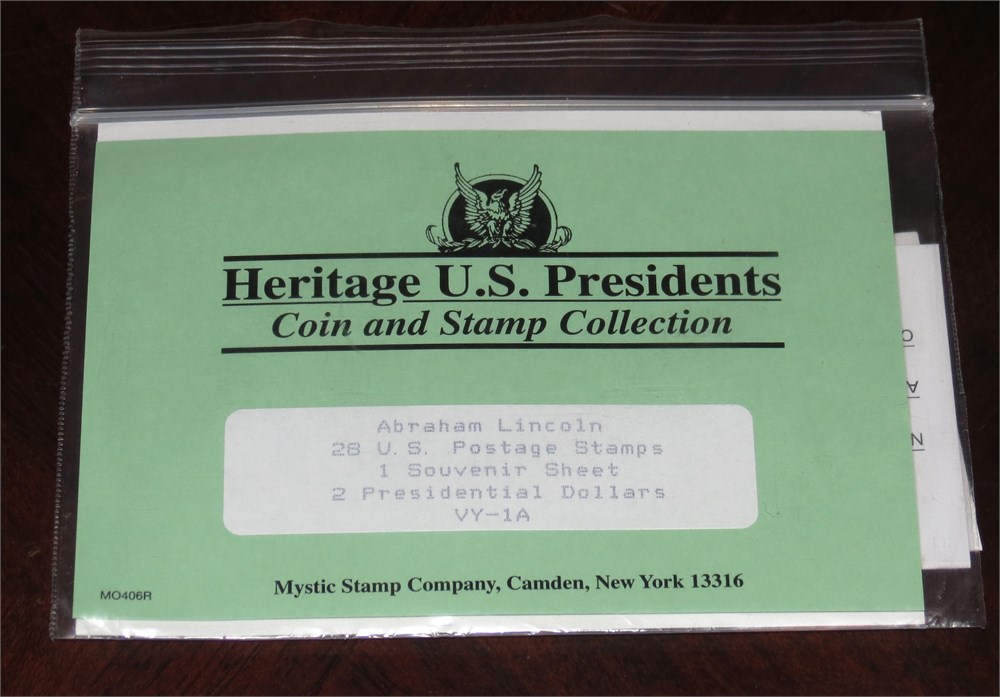 Heritage U.S. Presidents
Coin and Stamp Collection
Abraham Lincoln
28 U.S. Postage Stamps
1 Souvenir Sheet
2 Presidential Dollars
VY-1A
Mystic Stamp Company, Camden, New York 13316
MO406R
O
A
N